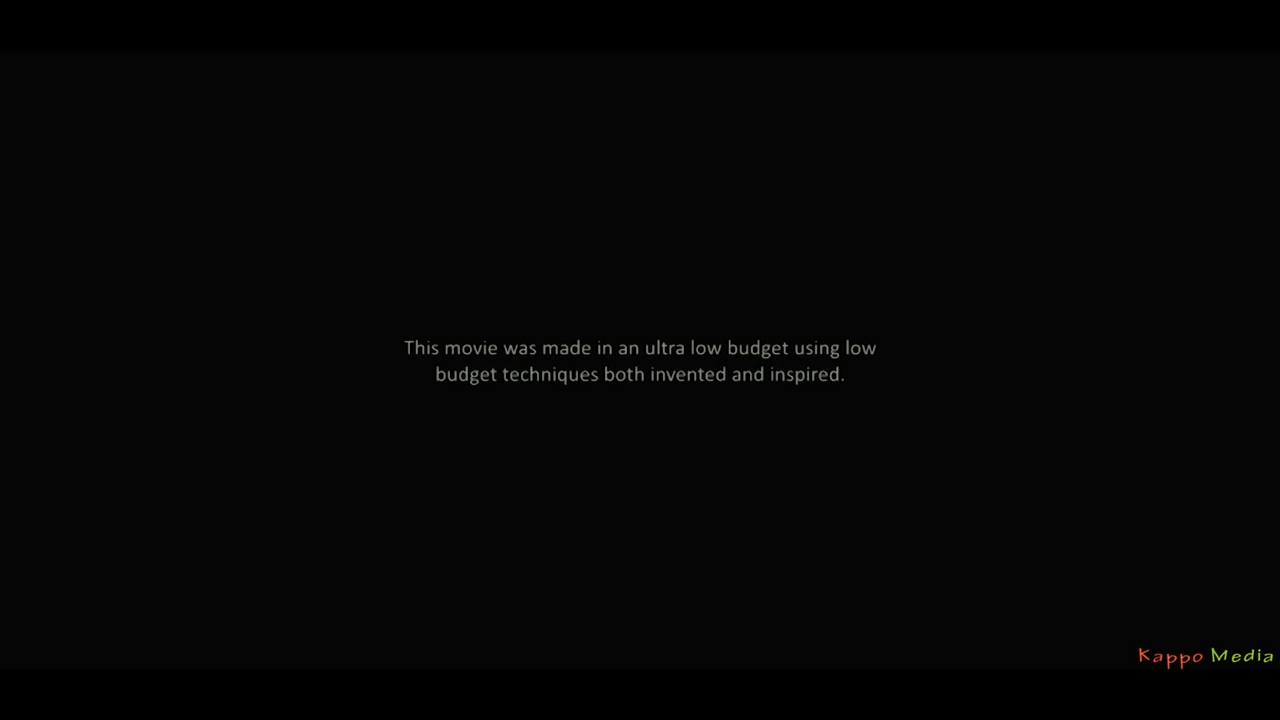 This movie was made in an ultra low budget using low
budget techniques both invented and inspired.
Kappo Media